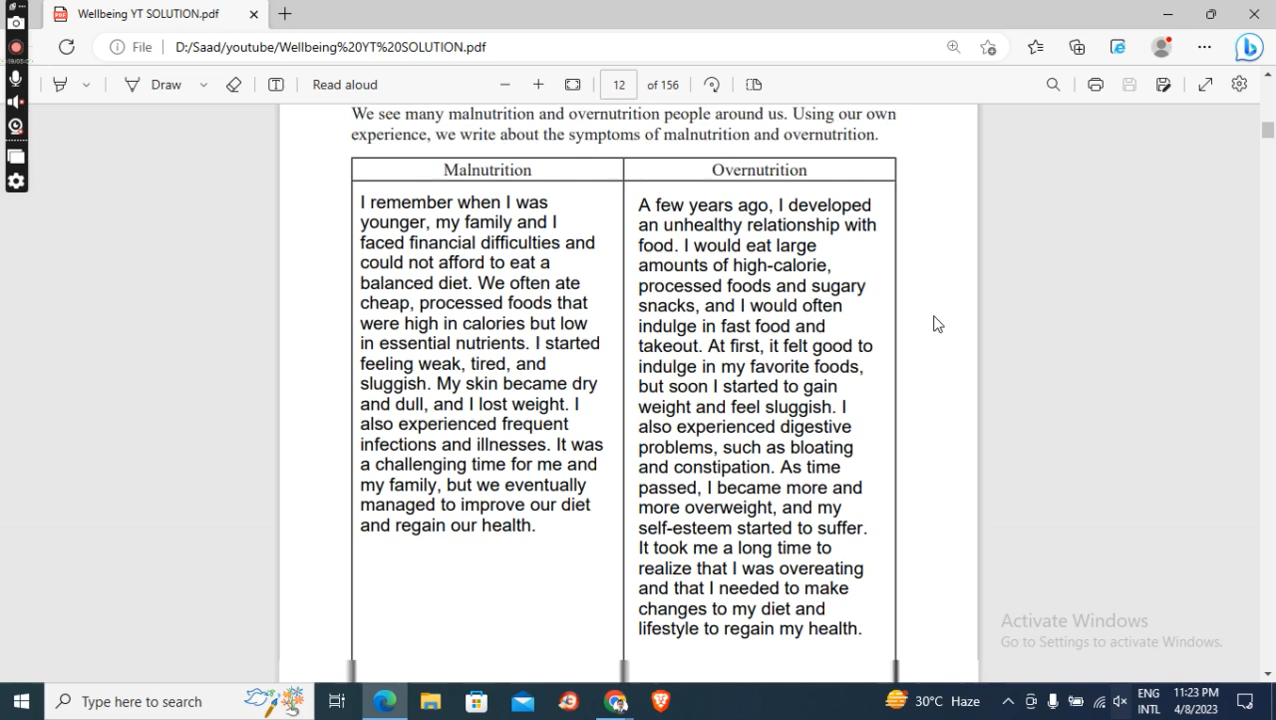 Wellbeing YT SOLUTION.pdf
File D:/Saad/youtube/Wellbeing%20YT%20SOLUTION.pdf
Draw Read aloud 12 of 156
We see many malnutrition and overnutrition people around us. Using our own
experience, we write about the symptoms of malnutrition and overnutrition.
Malnutrition
I remember when I was
younger, my family and I
faced financial difficulties and
could not afford to eat a
balanced diet. We often ate
cheap, processed foods that
were high in calories but low
in essential nutrients. I started
feeling weak, tired, and
sluggish. My skin became dry
and dull, and I lost weight. I
also experienced frequent
infections and illnesses. It was
a challenging time for me and
my family, but we eventually
managed to improve our diet
and regain our health.
Overnutrition
A few years ago, I developed
an unhealthy relationship with
food. I would eat large
amounts of high-calorie,
processed foods and sugary
snacks, and I would often
indulge in fast food and
takeout. At first, it felt good to
indulge in my favorite foods,
but soon I started to gain
weight and feel sluggish. I
also experienced digestive
problems, such as bloating
and constipation. As time
passed, I became more and
more overweight, and my
self-esteem started to suffer.
It took me a long time to
realize that I was overeating
and that I needed to make
changes to my diet and
lifestyle to regain my health.
Activate Windows
Go to Settings to activate Windows.
Type here to search
30°C Haze
ENG
INTL
11:23 PM
4/8/2023